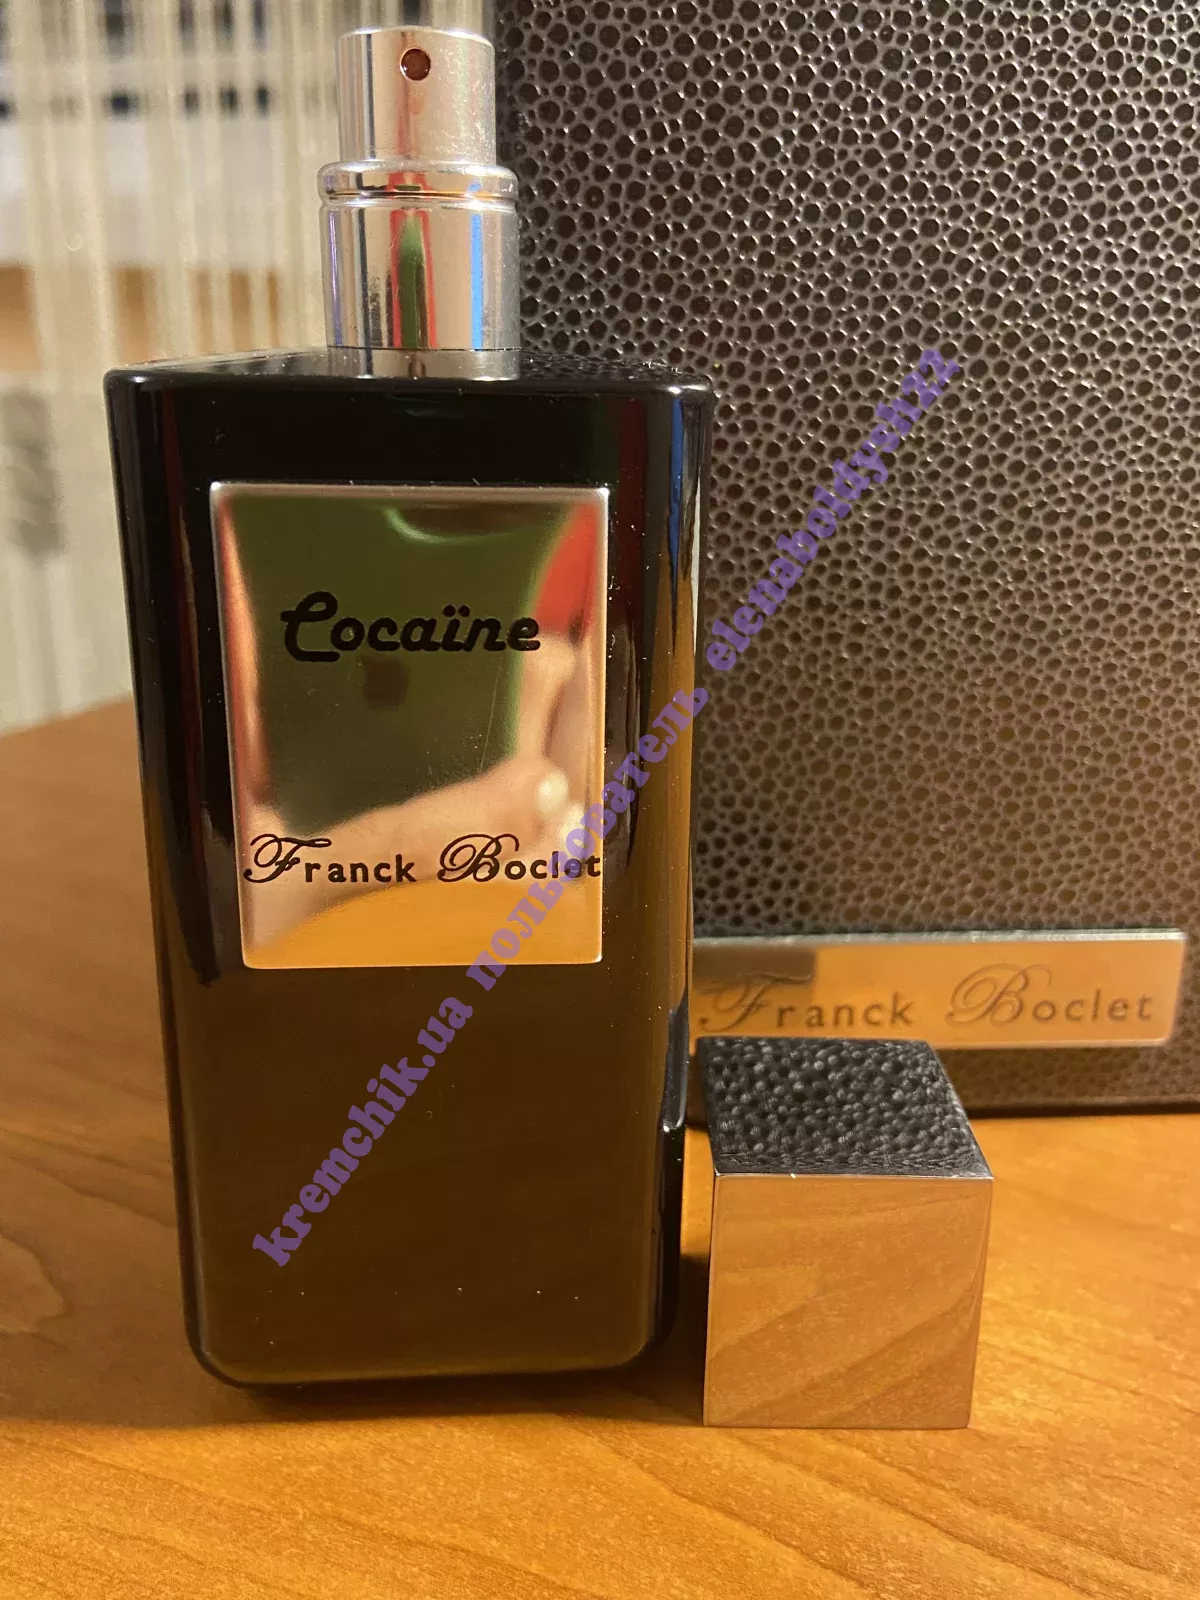 Cocaïne
Franck Boclet
Franck Boclet
kremchik.ua пользователь elenaboldysh22